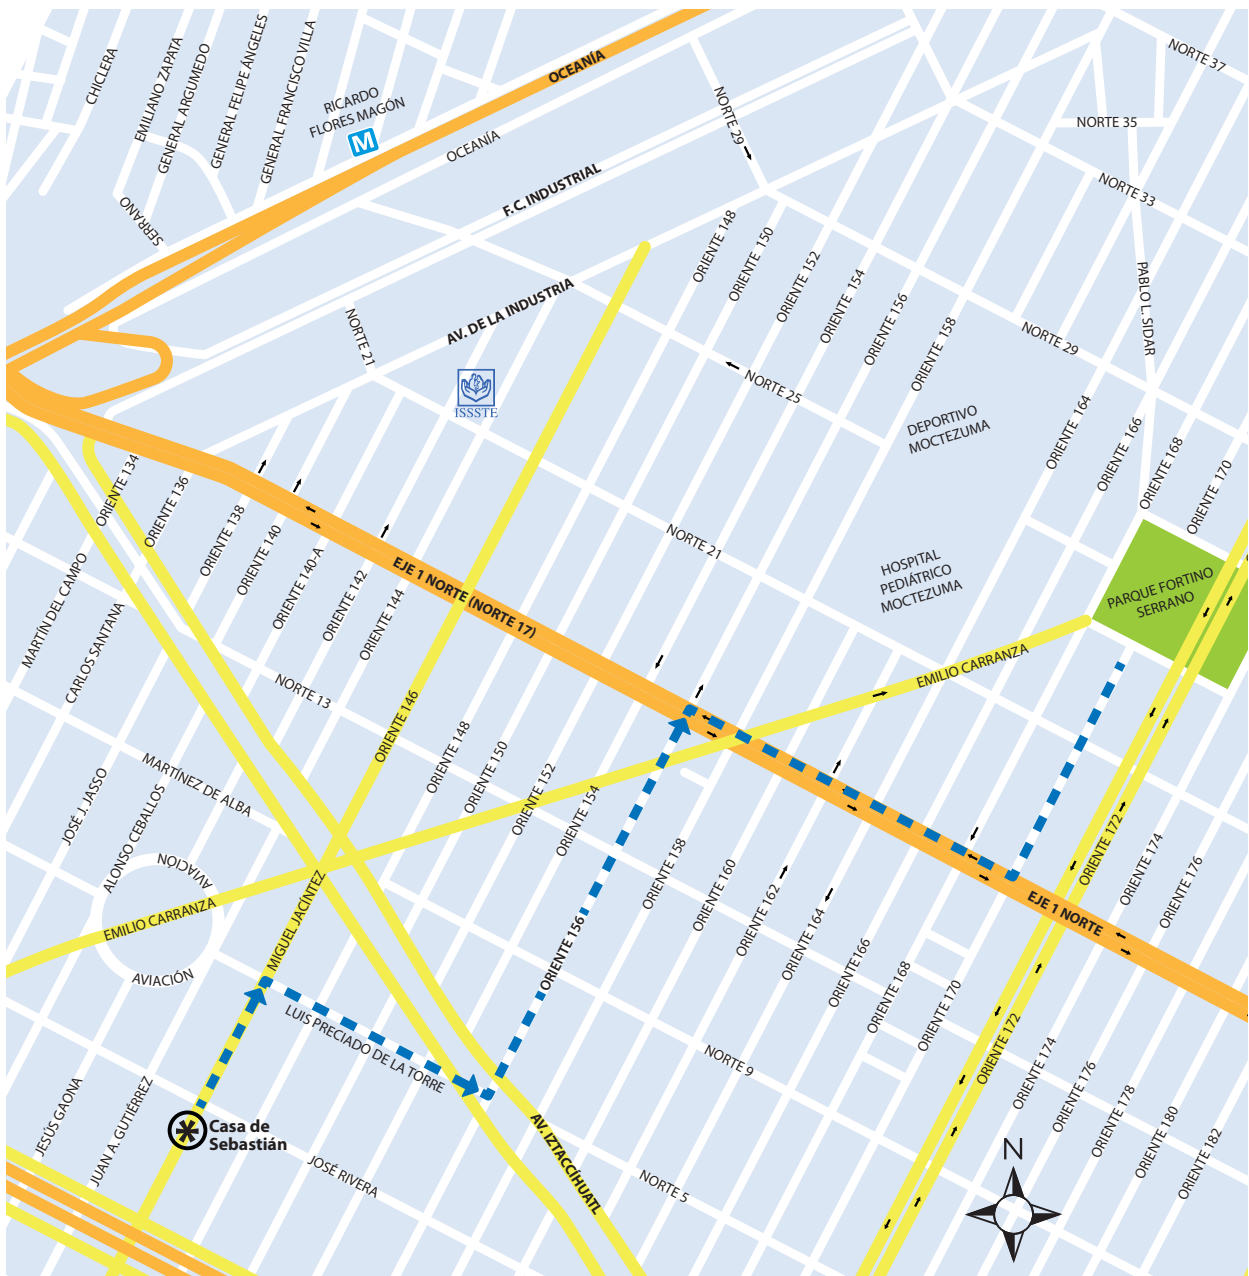 CHICLERA
EMILIANO ZAPATA
GENERAL ARGUMEDO
GENERAL FELIPE ÁNGELES
GENERAL FRANCISCO VILLA
RICARDO
FLORES MAGÓN
M
OCEANÍA
OCEANÍA
F.C. INDUSTRIAL
SERRANO
AV. DE LA INDUSTRIA
NORTE 37
NORTE 35
NORTE 33
NORTE 29
NORTE 29
PABLO L. SIDAR
NORTE 21
ISSSTE
ORIENTE 148
ORIENTE 150
ORIENTE 152
ORIENTE 154
ORIENTE 156
ORIENTE 158
NORTE 25
DEPORTIVO
MOCTEZUMA
ORIENTE 164
ORIENTE 166
ORIENTE 168
ORIENTE 170
ORIENTE 134
ORIENTE 136
ORIENTE 138
ORIENTE 140
ORIENTE 140-A
ORIENTE 142
ORIENTE 144
EJE 1 NORTE (NORTE 17)
NORTE 21
HOSPITAL
PEDIÁTRICO
MOCTEZUMA
PARQUE FORTINO
SERRANO
MARTÍN DEL CAMPO
CARLOS SANTANA
NORTE 13
EMILIO CARRANZA
ORIENTE 146
ORIENTE 148
ORIENTE 150
ORIENTE 152
ORIENTE 154
MARTÍNEZ DE ALBA
JOSÉ J. JASSO
ALONSO CEBALLOS
AVIACIÓN
EMILIO CARRANZA
AVIACIÓN
MIGUEL JACÍNTEZ
ORIENTE 156
ORIENTE 158
ORIENTE 160
ORIENTE 162
ORIENTE 164
ORIENTE166
ORIENTE 168
ORIENTE 170
ORIENTE 172
ORIENTE 174
ORIENTE 176
EJE 1 NORTE
LUIS PRECIADO DE LA TORRE
NORTE 9
ORIENTE 172
ORIENTE 174
ORIENTE 176
ORIENTE 178
ORIENTE 180
ORIENTE 182
JESÚS GAONA
JUAN A. GUTIÉRREZ
Casa de
Sebastián
JOSÉ RIVERA
AV. IZTACCÍHUATL
NORTE 5
N